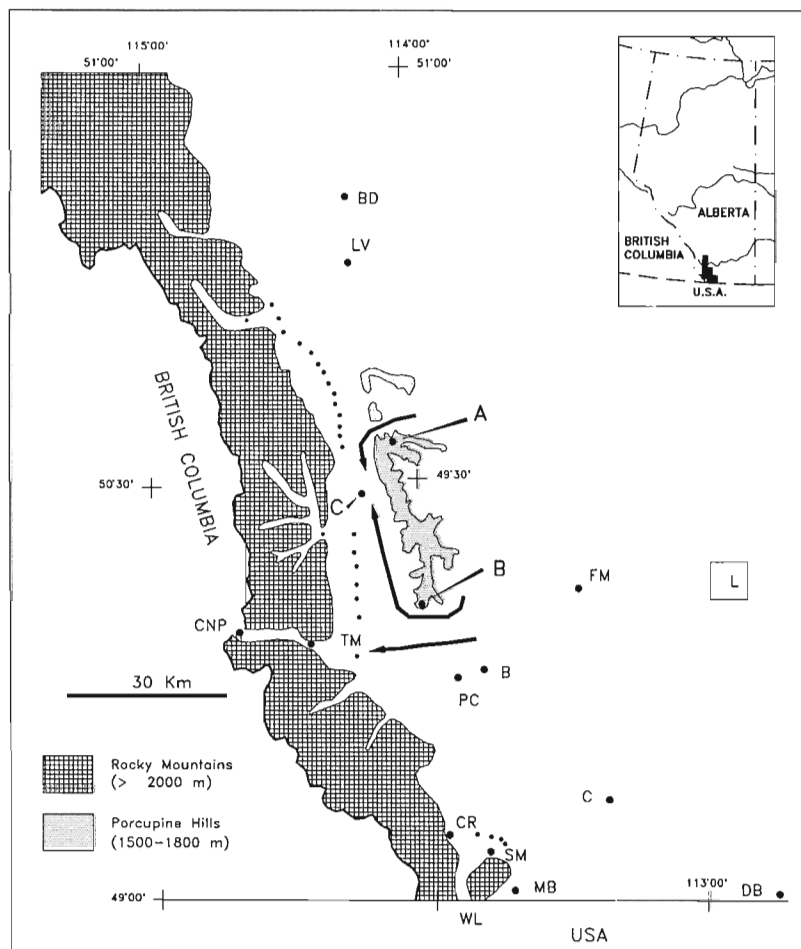 115°00'
51°00'
114°00'
51°00'
BD
LV
ALBERTA
BRITISH
COLUMBIA
U.S.A.
BRITISH COLUMBIA
A
50°30'
49°30'
C
B
FM
L
CNP
TM
B
PC
30 Km
Rocky Mountains
(> 2000 m)
Porcupine Hills
(1500-1800 m)
C
CR
SM
MB
DB
49°00'
WL
113°00'
USA